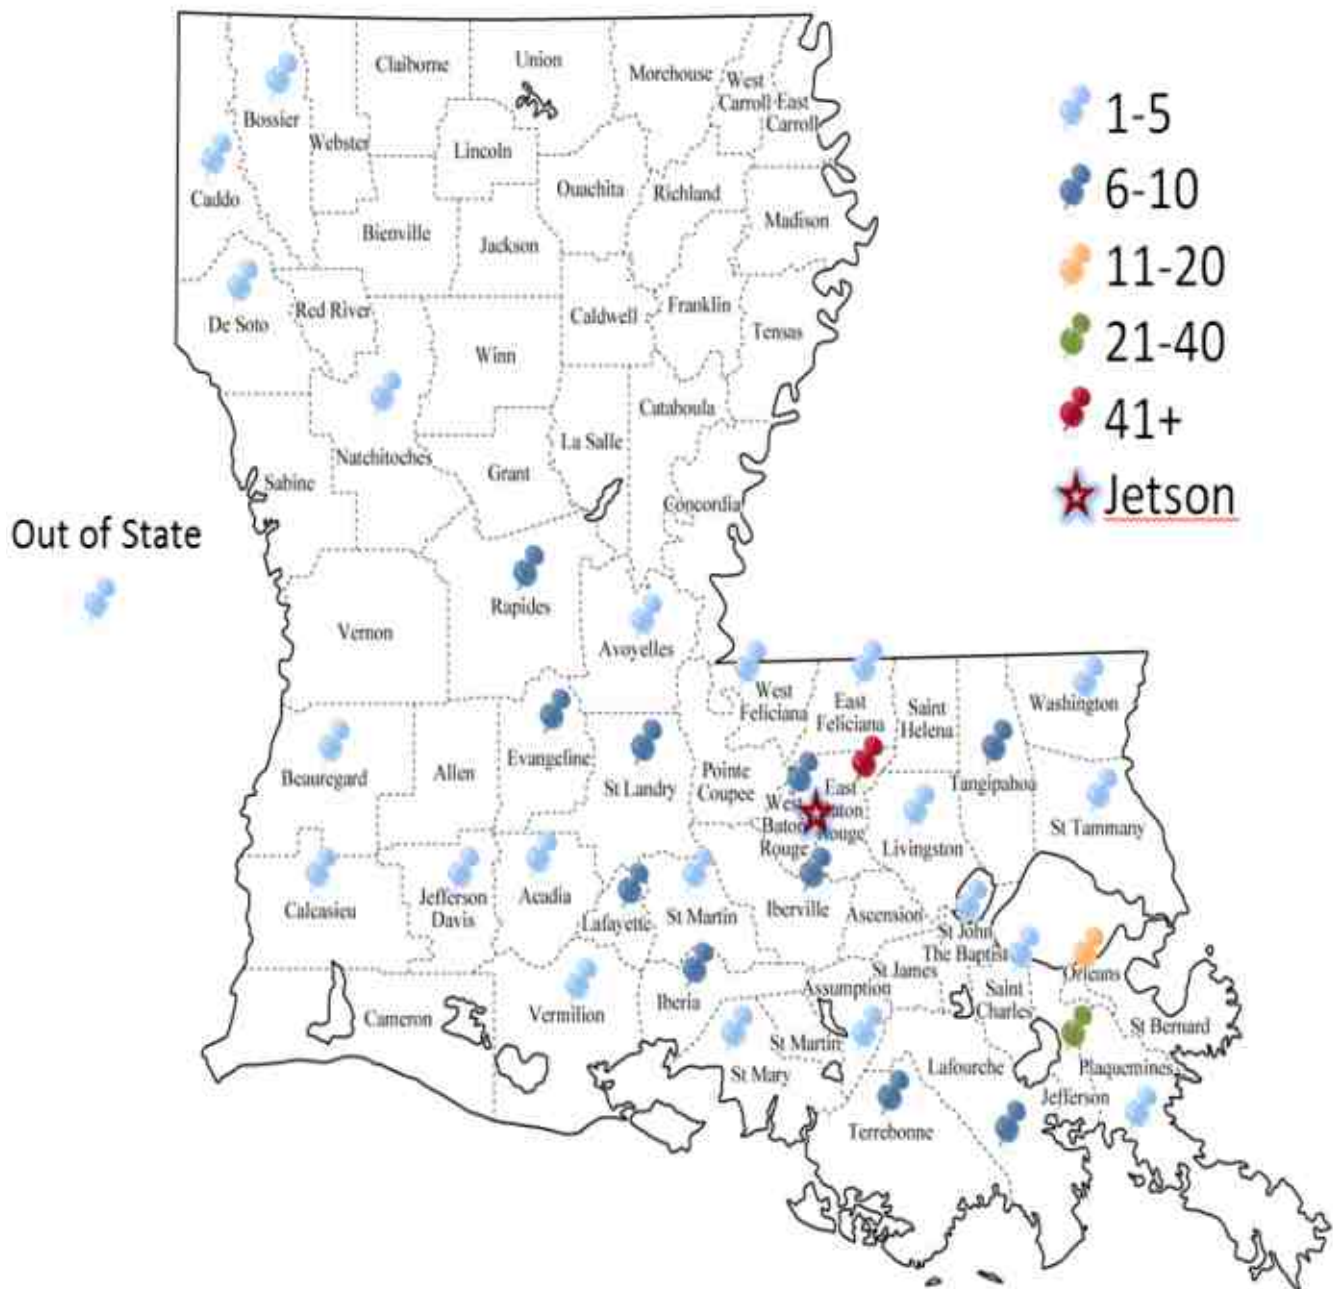 Claiborne
Union
Morehouse
West
Carroll
East
Carroll
Bossier
Webster
Lincoln
Caddo
Ouachita
Richland
Madison
Bienville
Jackson
De Soto
Red River
Caldwell
Franklin
Tensas
Winn
Catahoula
La Salle
Natchitoches
Grant
Sabine
Concordia
Out of State
Rapides
Vernon
Avoyelles
West
Feliciana
East
Feliciana
Saint
Helena
Washington
Beauregard
Allen
Evangeline
St Landry
Pointe
Coupee
Tangipahoa
West
Baton
Rouge
East
Baton
Rouge
Livingston
St Tammany
Calcasieu
Jefferson
Davis
Acadia
Lafayette
St Martin
Iberville
Ascension
St John
The Baptist
St James
Orleans
Assumption
Saint
Charles
Cameron
Vermilion
Iberia
St Martin
St Mary
St Bernard
Lafourche
Plaquemines
Jefferson
Terrebonne
1-5
6-10
11-20
21-40
41+
Jetson